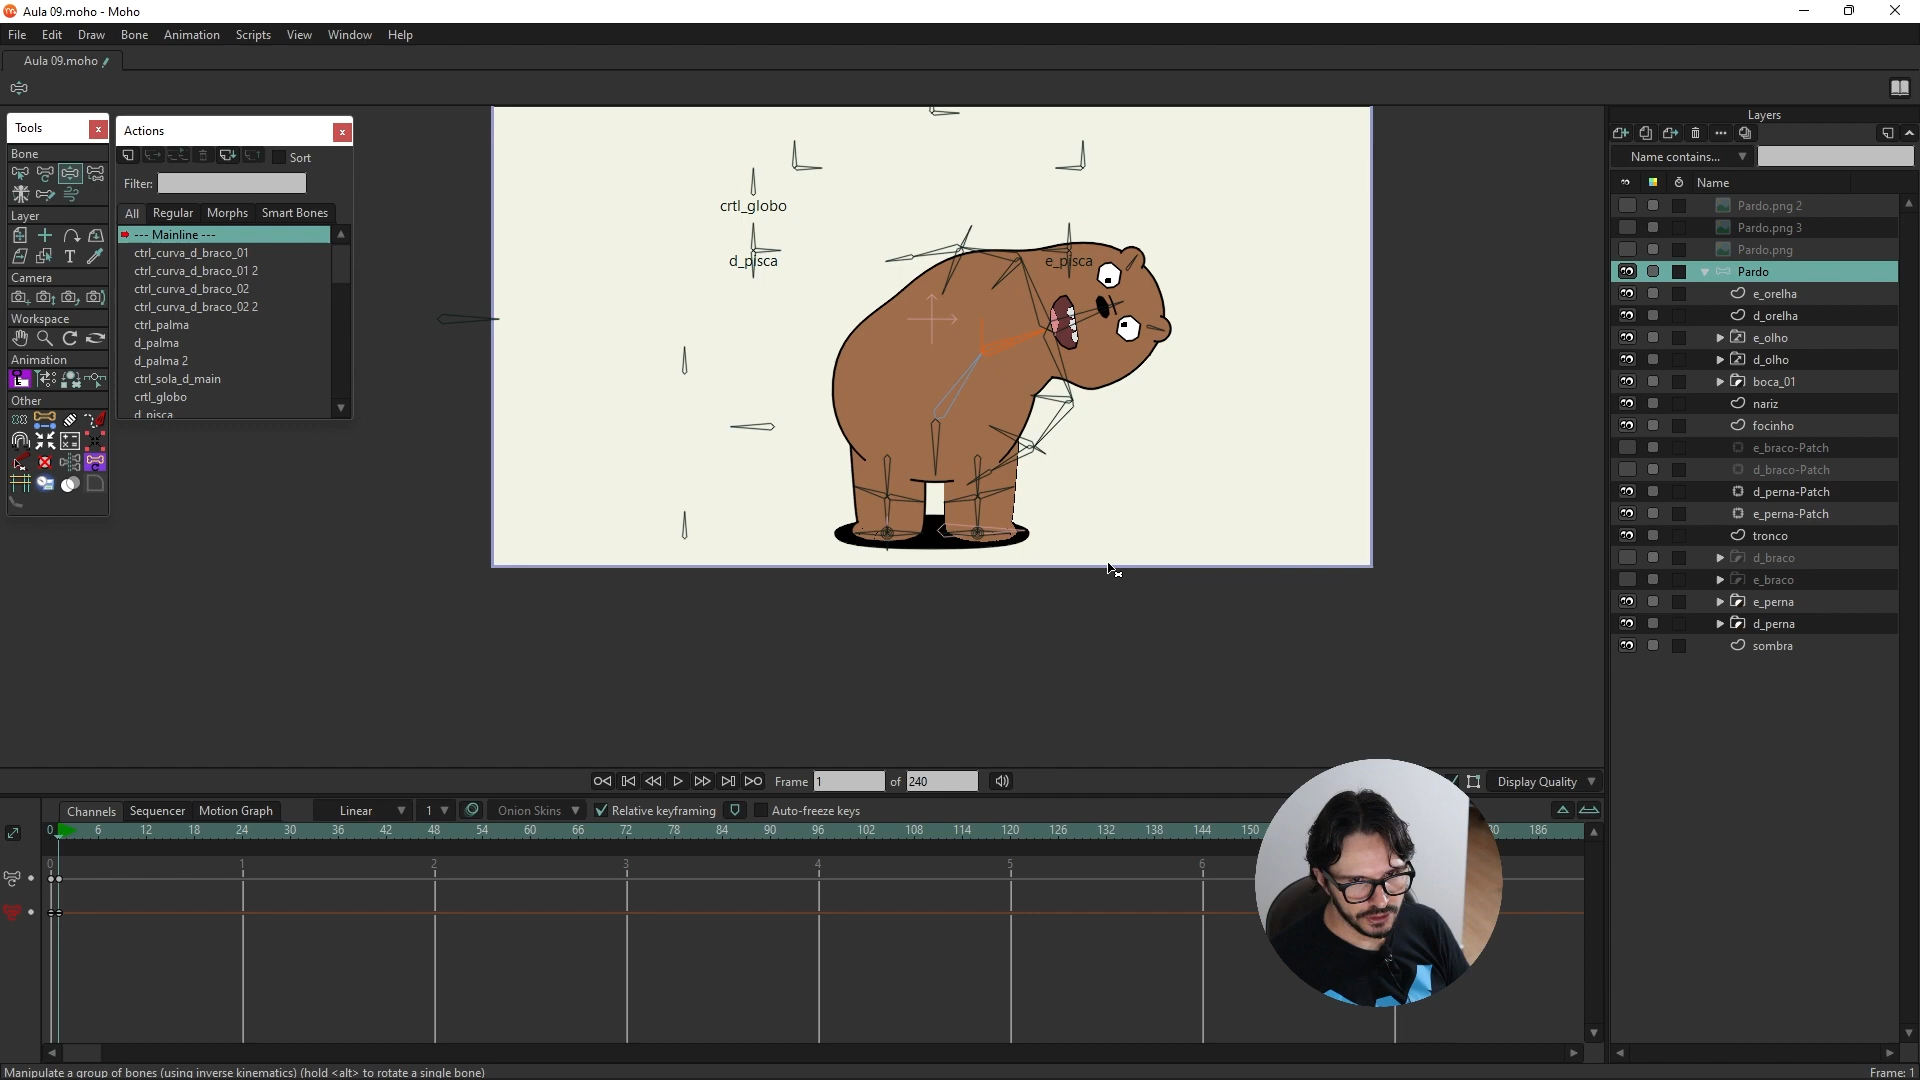 Aula 09.moho - Moho
File Edit Draw Bone Animation Scripts View Window Help
Aula 09.moho
Tools
Bone
Layer
Camera
Workspace
Animation
Other
Actions
Sort
Filter:
All Regular Morphs Smart Bones
--- Mainline ---
ctrl_curva_d_braco_01
ctrl_curva_d_braco_01 2
ctrl_curva_d_braco_02
ctrl_curva_d_braco_02 2
ctrl_palma
d_palma
d_palma 2
ctrl_sola_d_main
crtl_globo
d_pisca
crtl_globo
d_pisca
e_pisca
Layers
Name contains...
Name
Pardo.png 2
Pardo.png 3
Pardo.png
Pardo
e_orelha
d_orelha
e_olho
d_olho
boca_01
nariz
focinho
e_braco-Patch
d_braco-Patch
d_perna-Patch
e_perna-Patch
tronco
d_braco
e_braco
e_perna
d_perna
sombra
Frame 1 of 240
Display Quality
Channels Sequencer Motion Graph Linear 1 Onion Skins Relative keyframing Auto-freeze keys
0 6 12 18 24 30 36 42 48 54 60 66 72 78 84 90 96 102 108 114 120 126 132 138 144 150 186
0 1 2 3 4 5 6
Manipulate a group of bones (using inverse kinematics) (hold <alt> to rotate a single bone)
Frame: 1